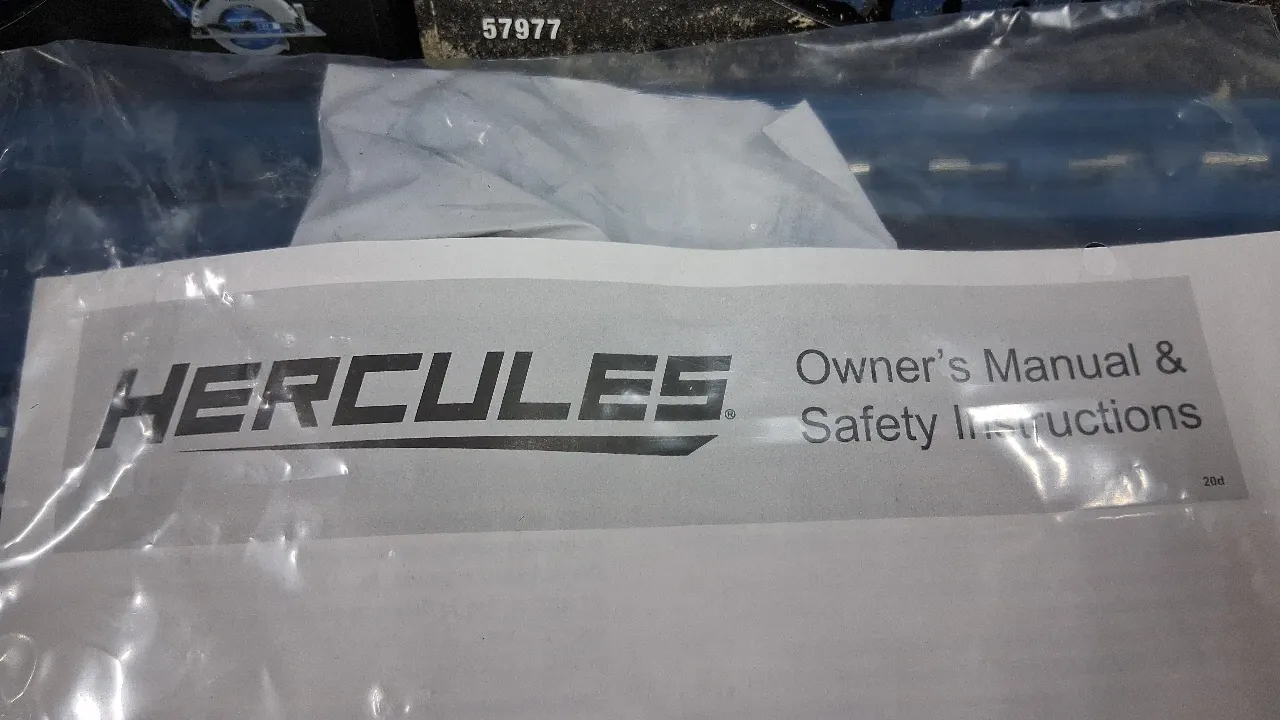 57977
HERCULES®
Owner's Manual &
Safety Instructions
20d